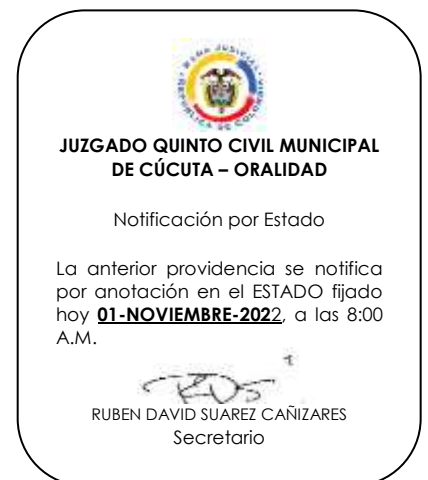 JUZGADO QUINTO CIVIL MUNICIPAL
DE CÚCUTA – ORALIDAD
Notificación por Estado
La anterior providencia se notifica
por anotación en el ESTADO fijado
hoy 01-NOVIEMBRE-2022, a las 8:00
A.M.
RUBEN DAVID SUAREZ CAÑIZARES
Secretario